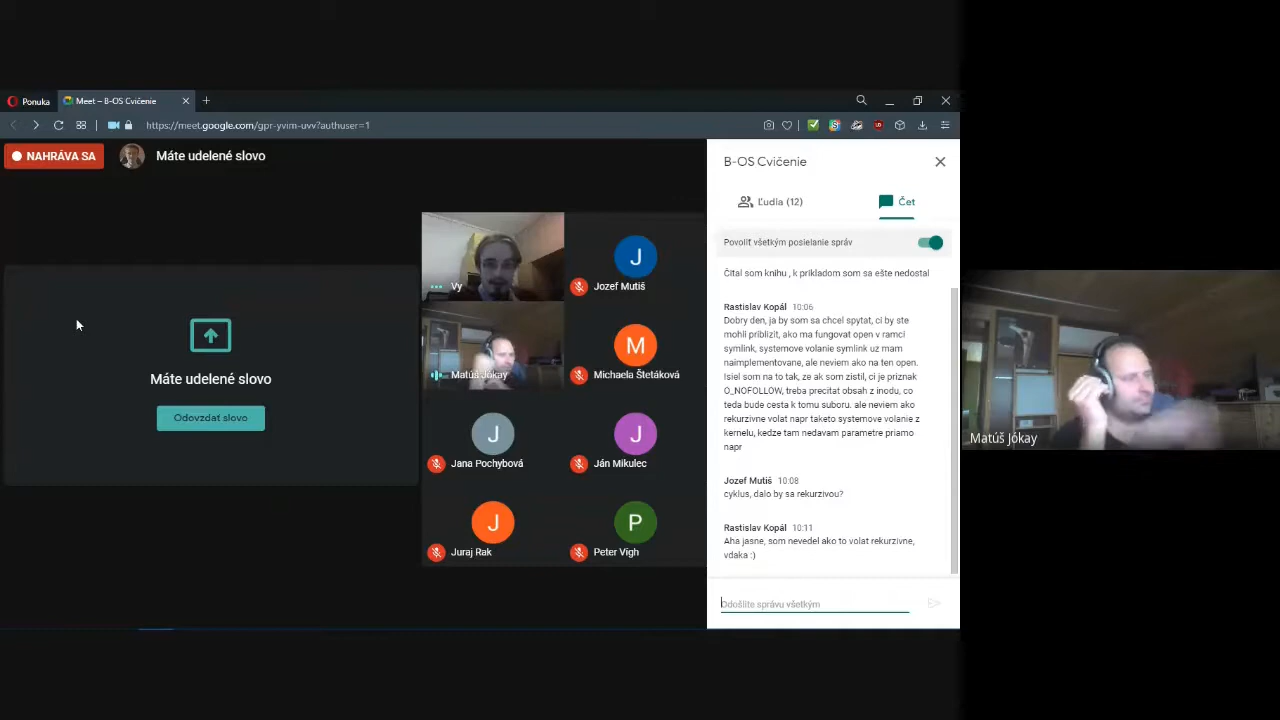 Ponuka
Meet – B-OS Cvičenie
https://meet.google.com/gpr-yvim-uvv?authuser=1
NAHRÁVA SA
Máte udelené slovo
Máte udelené slovo
Odovzdať slovo
Vy
Jozef Mutiš
Matúš Jókay
Michaela Štetáková
Jana Pochybová
Ján Mikulec
Juraj Rak
Peter Vigh
B-OS Cvičenie
Ľudia (12)
Čet
Povoliť všetkým posielanie správ
Čítal som knihu , k prikladom som sa ešte nedostal
Rastislav Kopál 10:06
Dobry den, ja by som sa chcel spytat, ci by ste
mohli priblizit, ako ma fungovat open v ramci
symlink, systemove volanie symlink uz mam
naimplementovane, ale neviem ako na ten open.
Isiel som na to tak, ze ak som zistil, ci je priznak
O_NOFOLLOW, treba precitat obsah z inodu, co
teda bude cesta k tomu suboru. ale neviem ako
rekurzivne volat napr taketo systemove volanie z
kernelu, kedze tam nedavam parametre priamo
napr
Jozef Mutiš 10:08
cyklus, dalo by sa rekurzivou?
Rastislav Kopál 10:11
Aha jasne, som nevedel ako to volat rekurzivne,
vdaka :)
Odošlite správu všetkým
Matúš Jókay